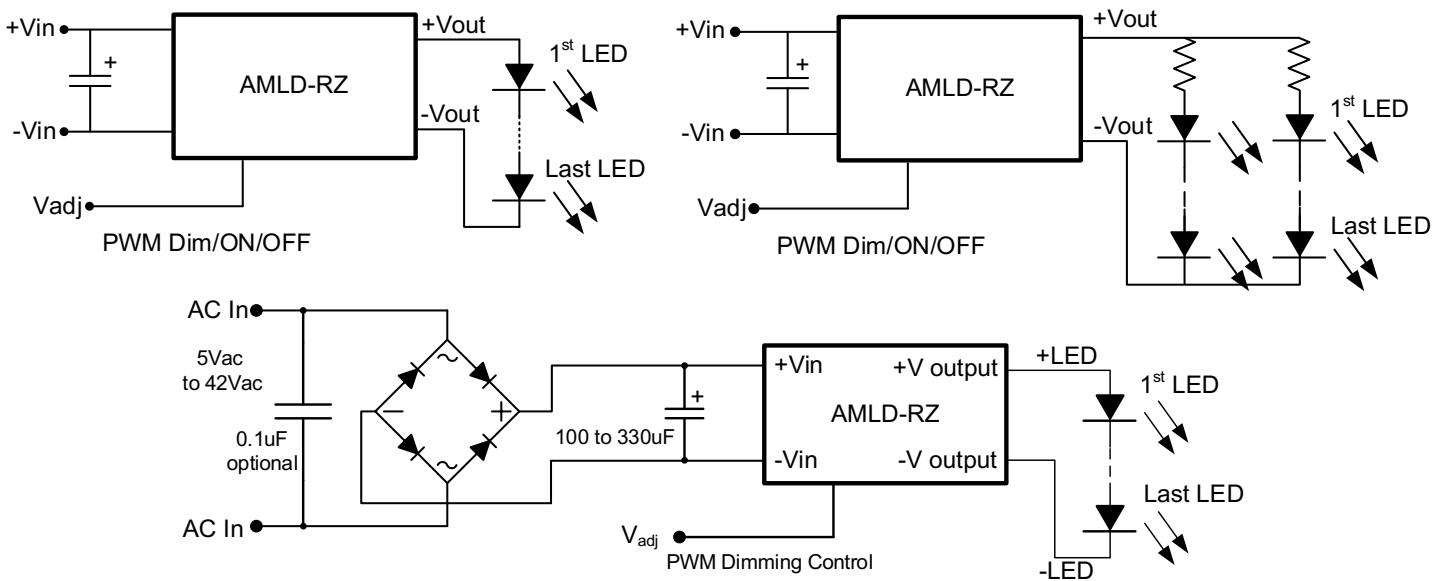 +Vin
-Vin
+
AMLD-RZ
+Vout
-Vout
1st LED
Last LED
Vadj
PWM Dim/ON/OFF
+Vin
-Vin
+
AMLD-RZ
+Vout
-Vout
1st LED
Last LED
Vadj
PWM Dim/ON/OFF
AC In
5Vac
to 42Vac
0.1uF
optional
AC In
~
−
+
~
+
100 to 330uF
+Vin
-Vin
AMLD-RZ
+V output
-V output
+LED
1st LED
Last LED
-LED
Vadj
PWM Dimming Control